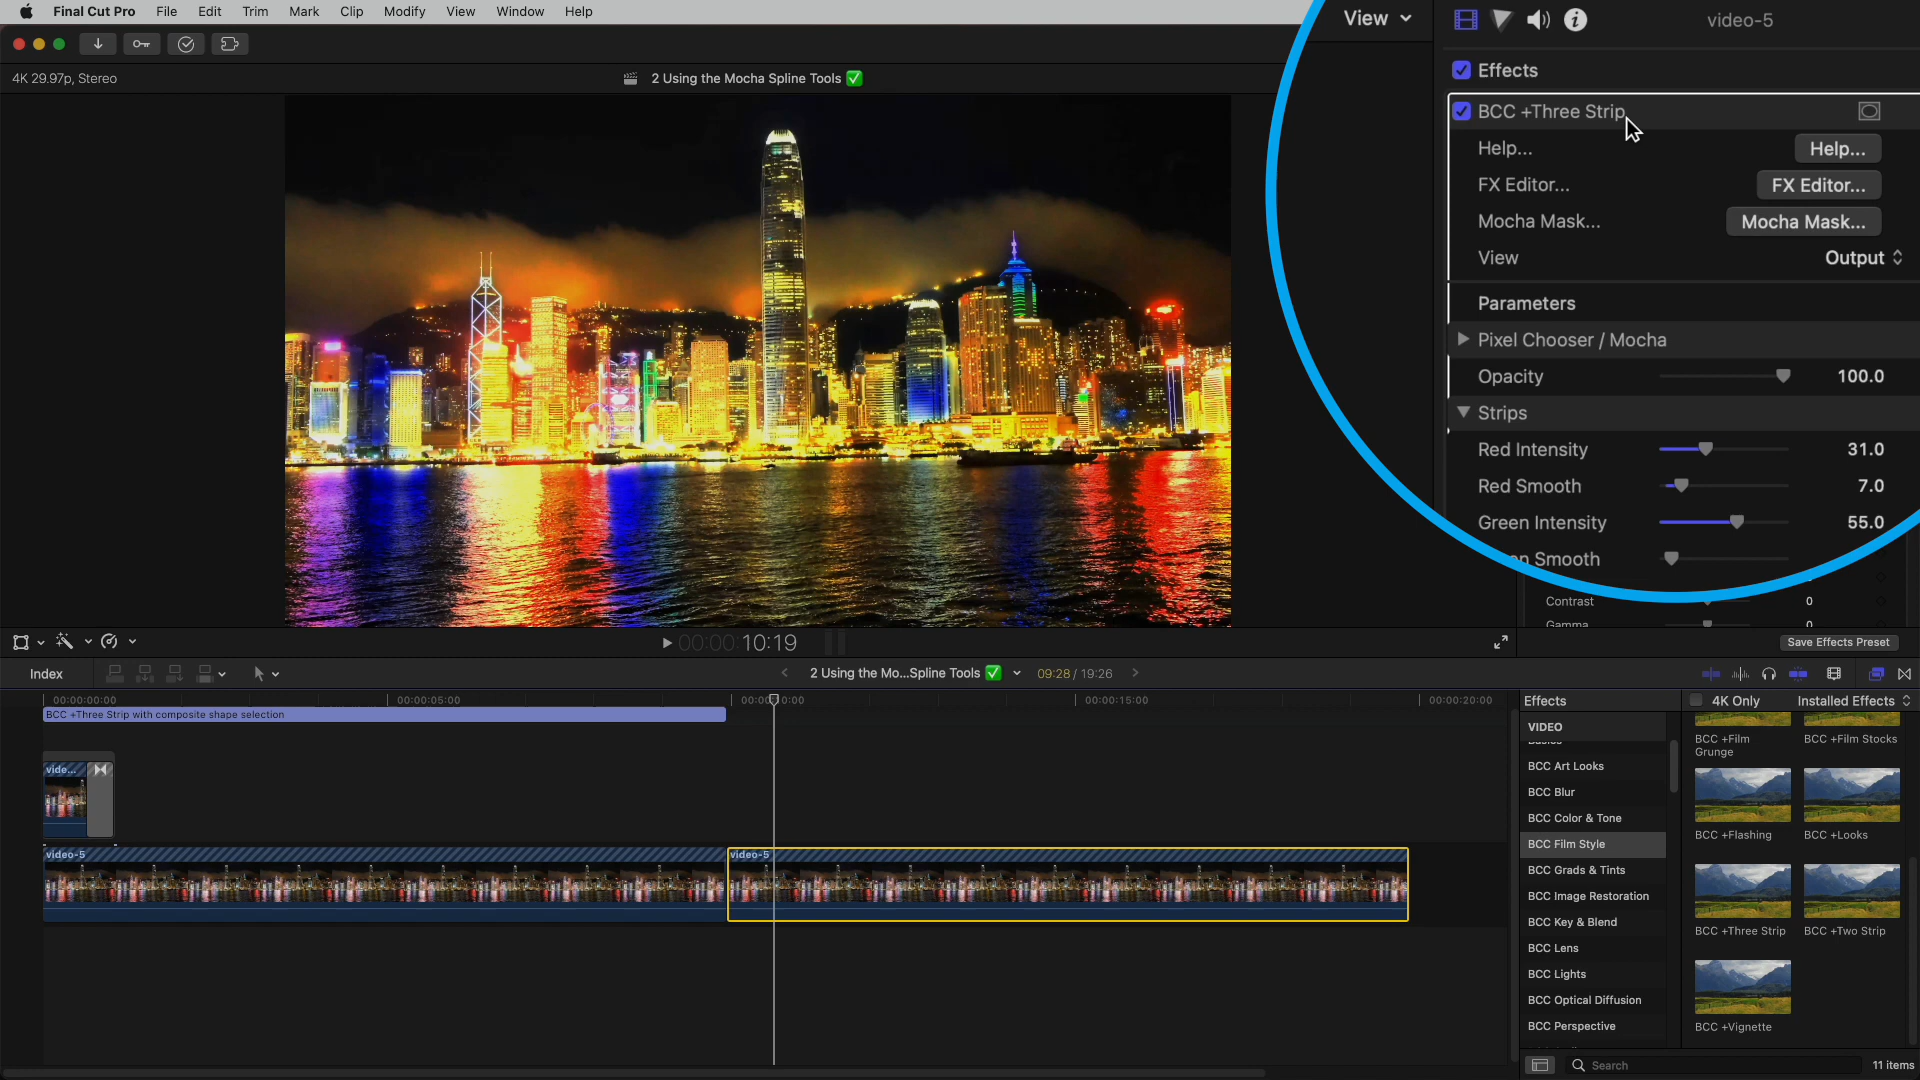 Final Cut Pro File Edit Trim Mark Clip Modify View Window Help
View
video-5
4K 29.97p, Stereo
2 Using the Mocha Spline Tools
Effects
BCC +Three Strip
Help... Help...
FX Editor... FX Editor...
Mocha Mask... Mocha Mask...
View Output
Parameters
Pixel Chooser / Mocha
Opacity 100.0
Strips
Red Intensity 31.0
Red Smooth 7.0
Green Intensity 55.0
Smooth
Contrast 0
Gamma 0
00:00:10:19
Save Effects Preset
Index
2 Using the Mo...Spline Tools
09:28 / 19:26
00:00:00:00 00:00:05:00 00:00:15:00 00:00:20:00
BCC +Three Strip with composite shape selection
vide...
video-5
video-5
Effects
4K Only
Installed Effects
VIDEO
BCC Art Looks
BCC Blur
BCC Color & Tone
BCC Film Style
BCC Grads & Tints
BCC Image Restoration
BCC Key & Blend
BCC Lens
BCC Lights
BCC Optical Diffusion
BCC Perspective
BCC +Film Grunge
BCC +Film Stocks
BCC +Flashing
BCC +Looks
BCC +Three Strip
BCC +Two Strip
BCC +Vignette
Search
11 items